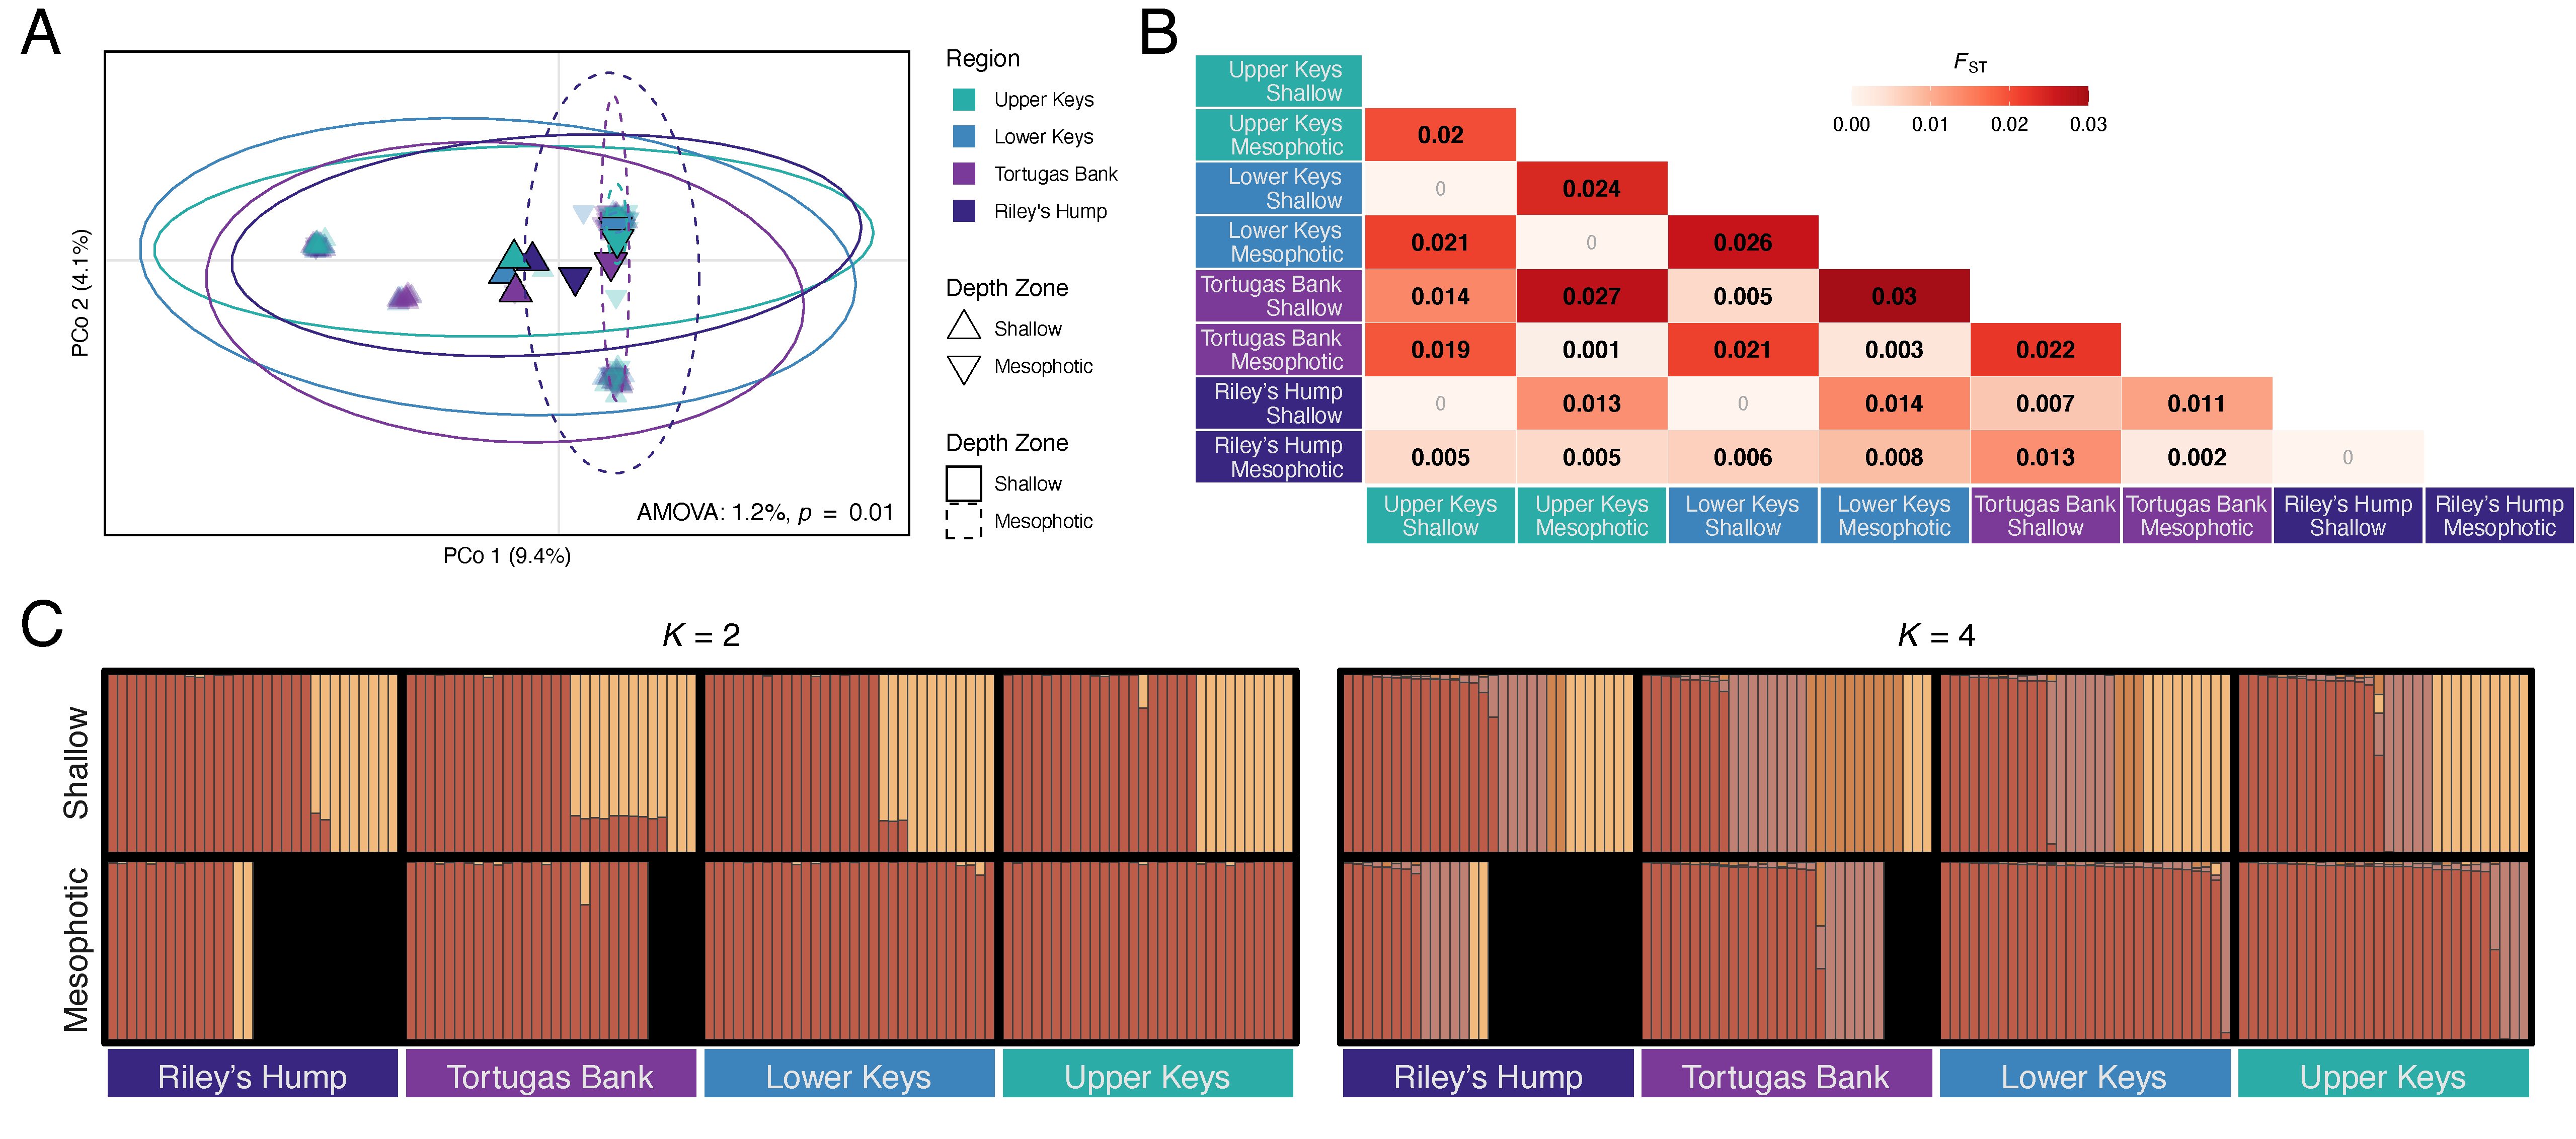 A
PCo 2 (4.1%)
PCo 1 (9.4%)
AMOVA: 1.2%, p = 0.01
Region
Upper Keys
Lower Keys
Tortugas Bank
Riley's Hump
Depth Zone
Shallow
Mesophotic
Depth Zone
Shallow
Mesophotic
B
FST
0.00 0.01 0.02 0.03
Upper Keys
Shallow
Upper Keys
Mesophotic
0.02
Lower Keys
Shallow
0 0.024
Lower Keys
Mesophotic
0.021 0 0.026
Tortugas Bank
Shallow
0.014 0.027 0.005 0.03
Tortugas Bank
Mesophotic
0.019 0.001 0.021 0.003 0.022
Riley’s Hump
Shallow
0 0.013 0 0.014 0.007 0.011
Riley’s Hump
Mesophotic
0.005 0.005 0.006 0.008 0.013 0.002 0
Upper Keys
Shallow
Upper Keys
Mesophotic
Lower Keys
Shallow
Lower Keys
Mesophotic
Tortugas Bank
Shallow
Tortugas Bank
Mesophotic
Riley’s Hump
Shallow
Riley’s Hump
Mesophotic
C
K = 2
K = 4
Shallow
Mesophotic
Riley’s Hump
Tortugas Bank
Lower Keys
Upper Keys
Riley’s Hump
Tortugas Bank
Lower Keys
Upper Keys